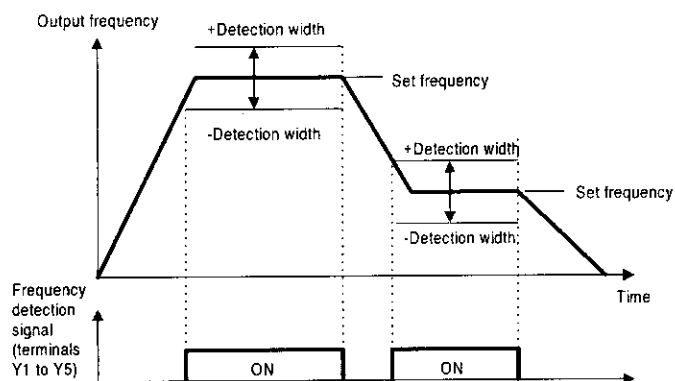 Output frequency
+Detection width
Set frequency
-Detection width
+Detection width
Set frequency
-Detection width
Time
Frequency
detection
signal
(terminals
Y1 to Y5)
ON
ON